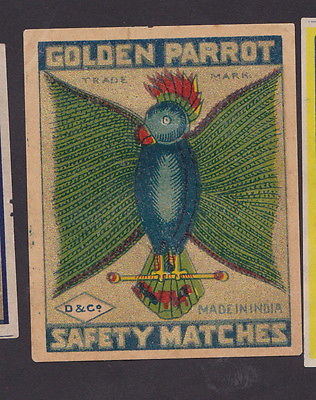 GOLDEN PARROT
TRADE MARK
D & Co
MADE IN INDIA
SAFETY MATCHES